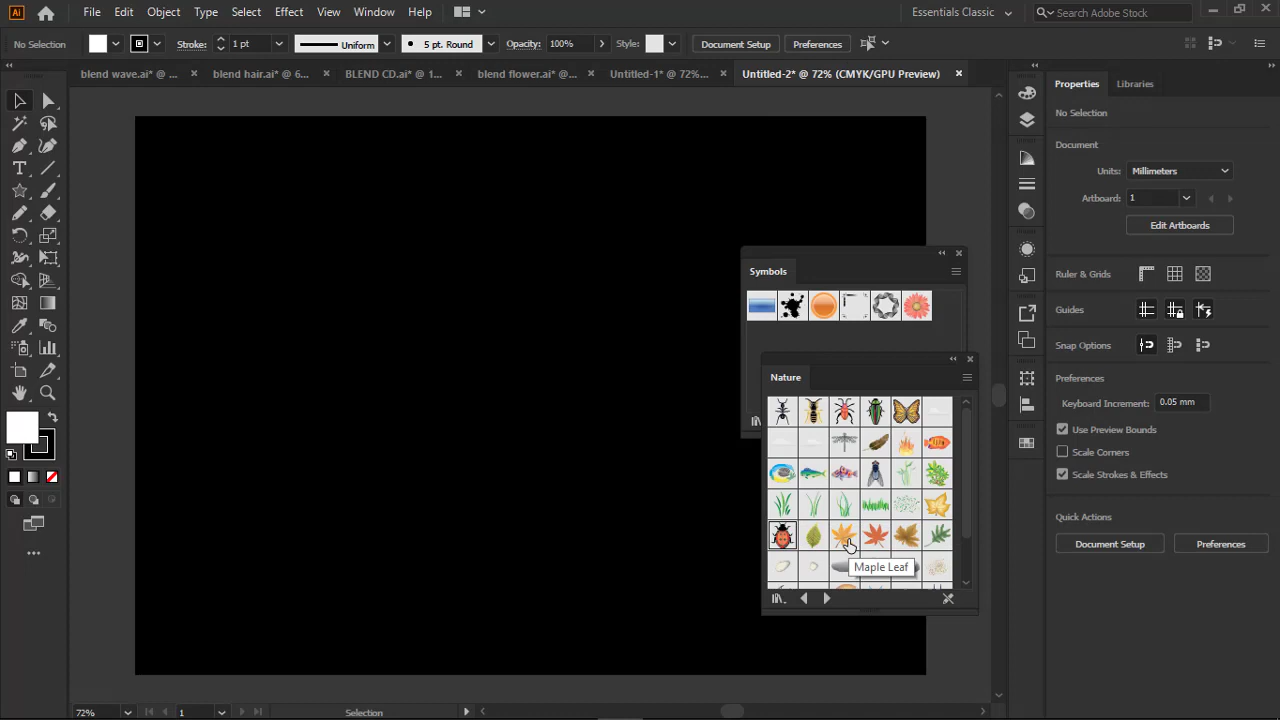 Ai File Edit Object Type Select Effect View Window Help Essentials Classic Search Adobe Stock
No Selection Stroke: 1 pt Uniform 5 pt. Round Opacity: 100% Style: Document Setup Preferences
blend wave.ai* @ ... blend hair.ai* @ 6... BLEND CD.ai* @ 1... blend flower.ai* @... Untitled-1* @ 72%... Untitled-2* @ 72% (CMYK/GPU Preview)
Properties Libraries
No Selection
Document
Units: Millimeters
Artboard: 1
Edit Artboards
Ruler & Grids
Guides
Snap Options
Preferences
Keyboard Increment: 0.05 mm
Use Preview Bounds
Scale Corners
Scale Strokes & Effects
Quick Actions
Document Setup Preferences
Symbols
Nature
Maple Leaf
72% 1 Selection